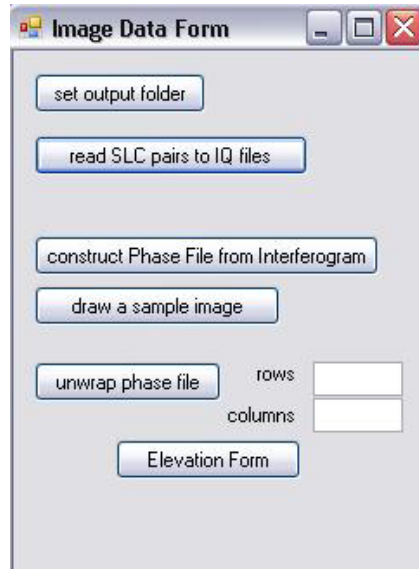 Image Data Form
set output folder
read SLC pairs to IQ files
construct Phase File from Interferogram
draw a sample image
unwrap phase file rows
columns
Elevation Form